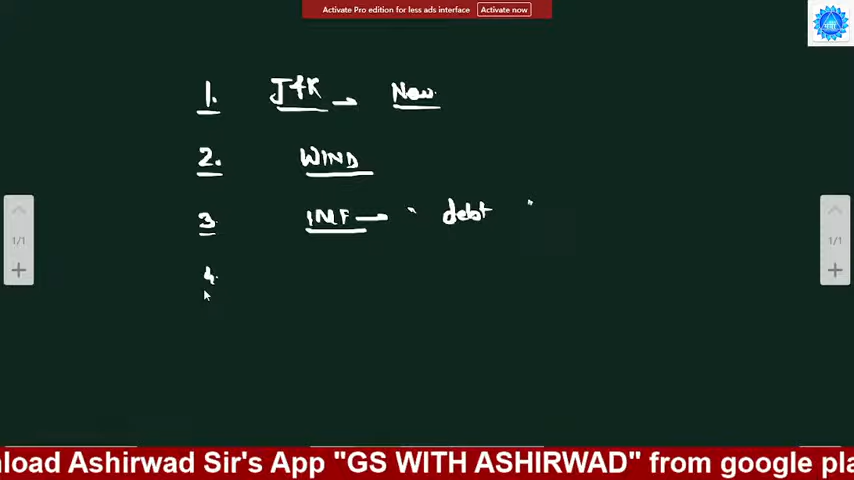 Activate Pro edition for less ads interface Activate now
1. J&K → New
2. WIND
3. INF → " debt "
4.
1/1
1/1
nload Ashirwad Sir's App "GS WITH ASHIRWAD" from google pla